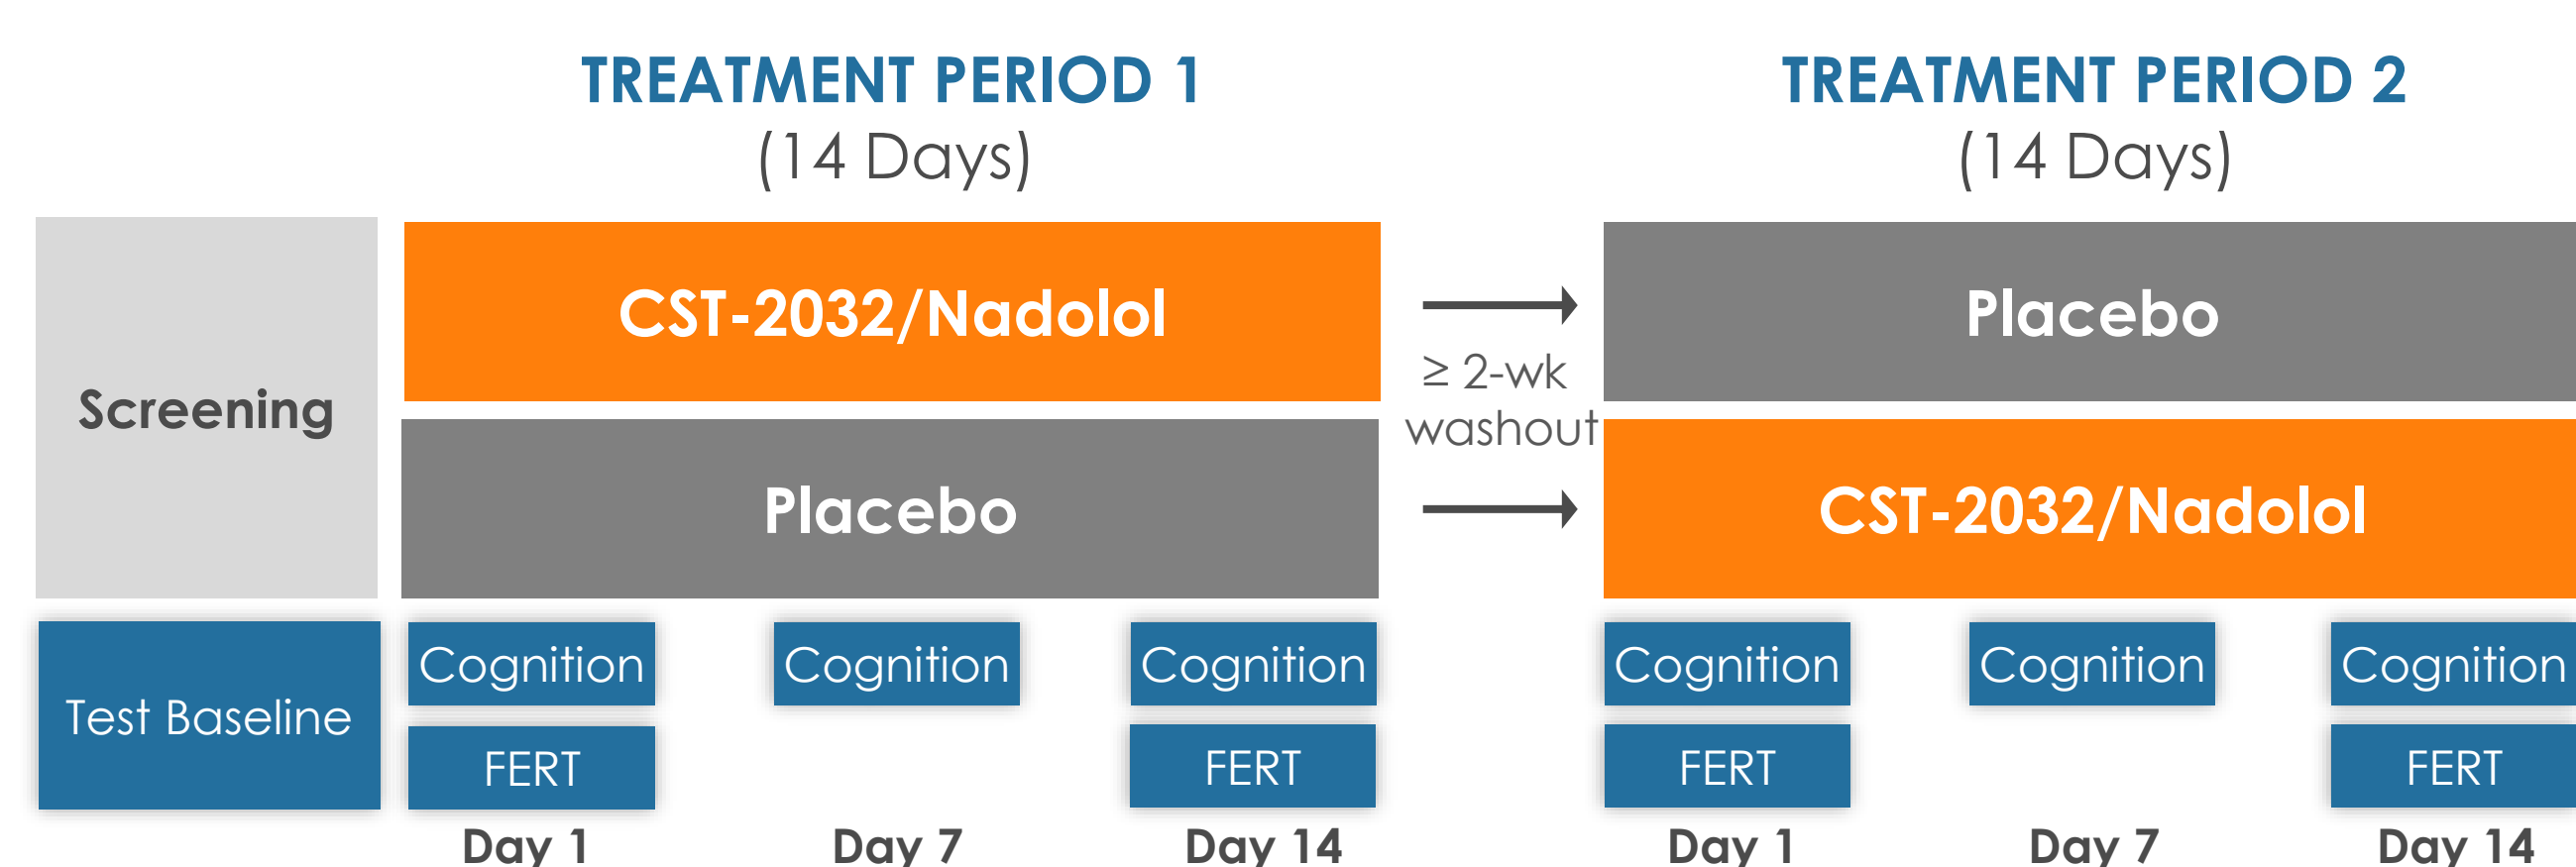 TREATMENT PERIOD 1
(14 Days)
TREATMENT PERIOD 2
(14 Days)
Screening
CST-2032/Nadolol
Placebo
≥ 2-wk
washout
Placebo
CST-2032/Nadolol
Test Baseline
Cognition
Cognition
Cognition
Cognition
Cognition
Cognition
FERT
FERT
FERT
FERT
Day 1
Day 7
Day 14
Day 1
Day 7
Day 14